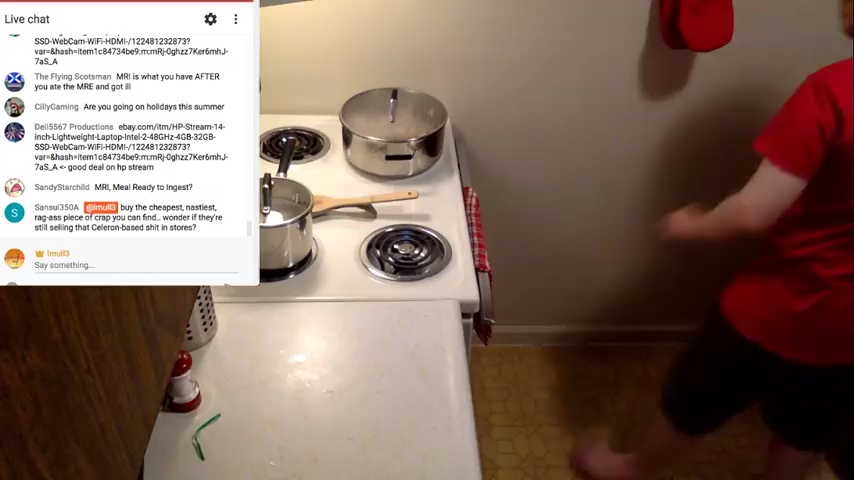 Live chat
SSD-WebCam-WiFi-HDMI-/122481232873?
var=&hash=item1c84734be9:m:mRj-0ghzz7Ker6mhJ-
7aS_A
The Flying Scotsman MRI is what you have AFTER
you ate the MRE and got ill
CillyGaming Are you going on holidays this summer
Dell5567 Productions ebay.com/itm/HP-Stream-14-
inch-Lightweight-Laptop-Intel-2-48GHz-4GB-32GB-
SSD-WebCam-WiFi-HDMI-/122481232873?
var=&hash=item1c84734be9:m:mRj-0ghzz7Ker6mhJ-
7aS_A <- good deal on hp stream
SandyStarchild MRI, Meal Ready to Ingest?
S
Sansui350A @lmull3 buy the cheapest, nastiest,
rag-ass piece of crap you can find.. wonder if they're
still selling that Celeron-based shit in stores?
lmull3
Say something...